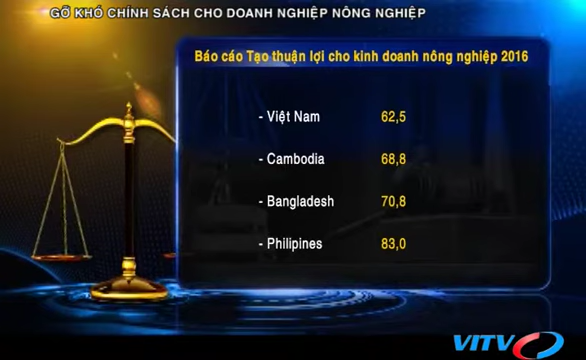 GỠ KHÓ CHÍNH SÁCH CHO DOANH NGHIỆP NÔNG NGHIỆP
Báo cáo Tạo thuận lợi cho kinh doanh nông nghiệp 2016
- Việt Nam 62,5
- Cambodia 68,8
- Bangladesh 70,8
- Philipines 83,0
VITV